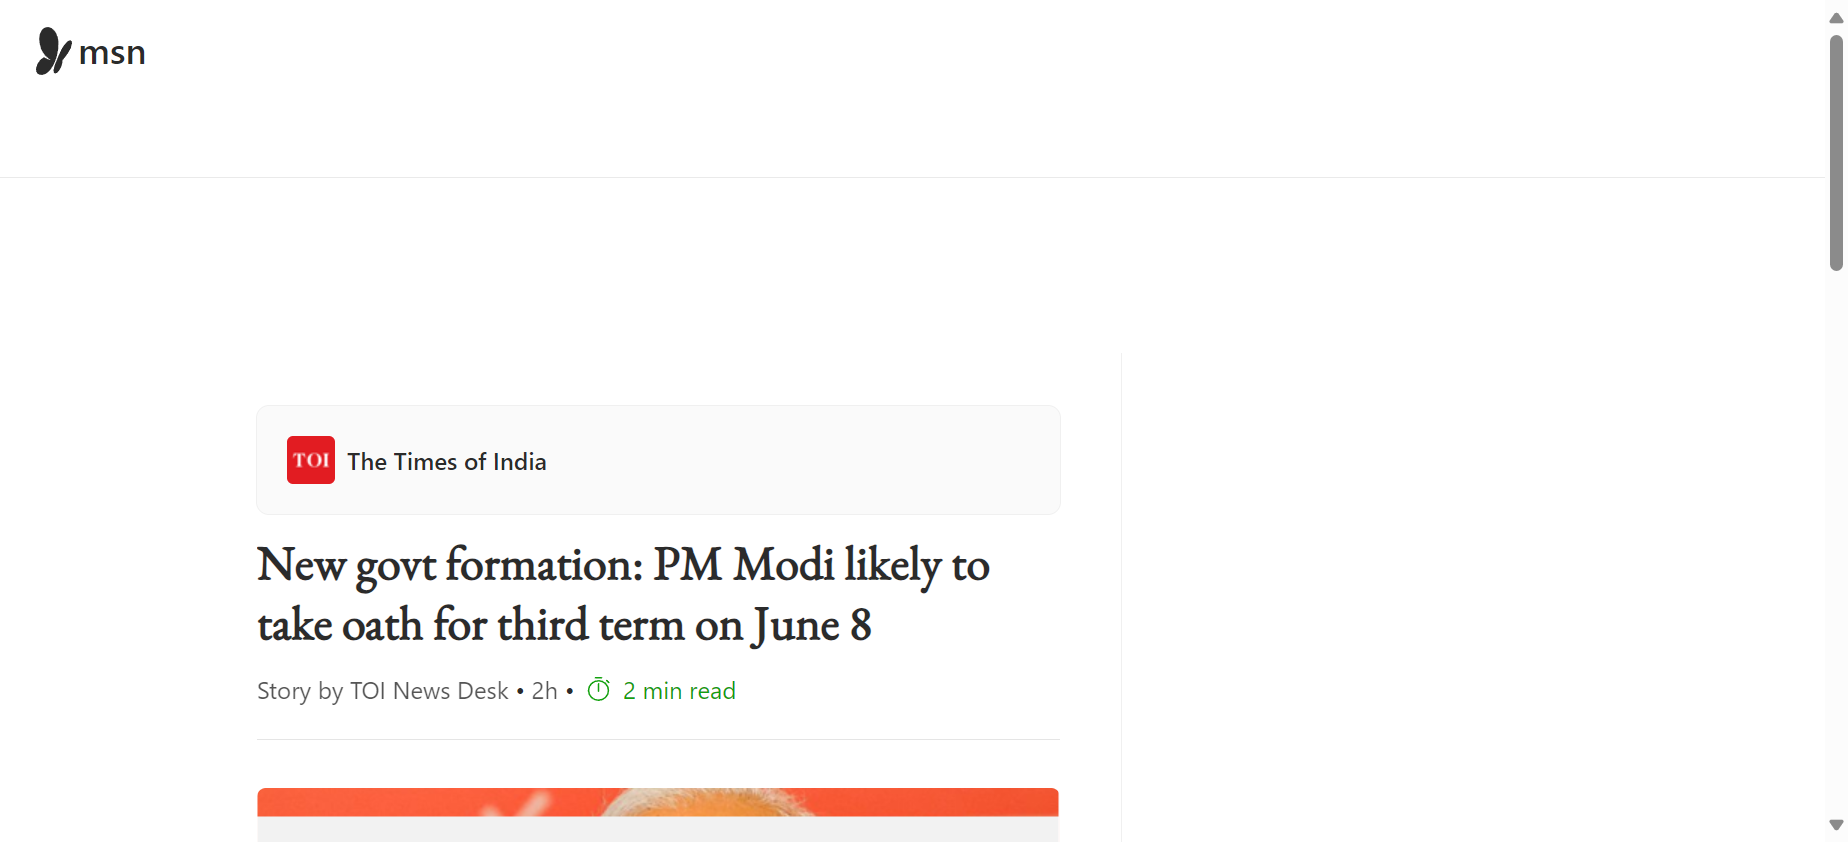 msn
TOI The Times of India
New govt formation: PM Modi likely to
take oath for third term on June 8
Story by TOI News Desk • 2h • 2 min read